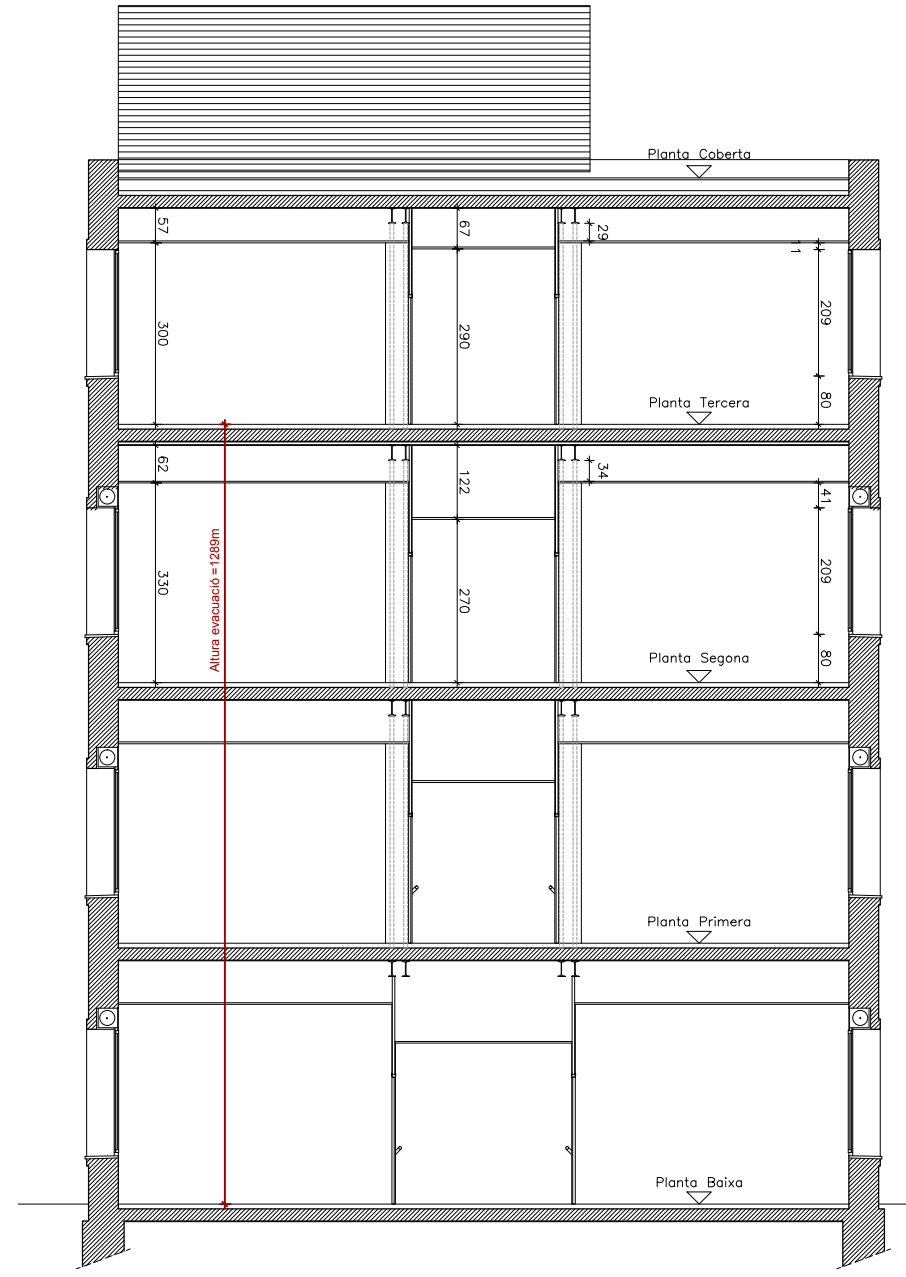 Planta Coberta
57
67
29
11
300
290
209
80
Planta Tercera
62
122
34
41
330
270
209
80
Altura evacuació =1289m
Planta Segona
Planta Primera
Planta Baixa